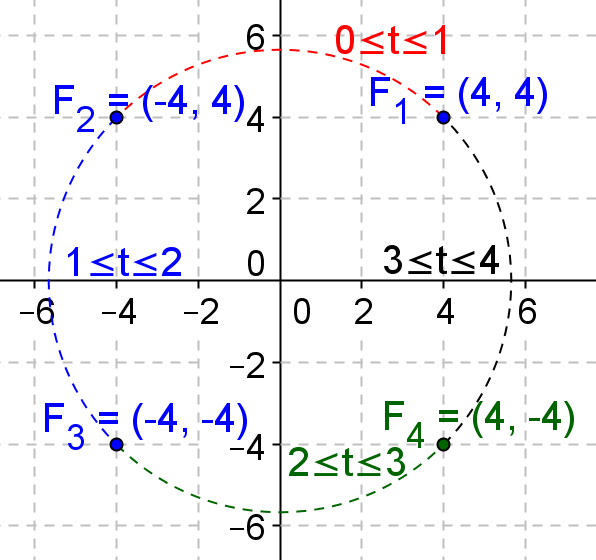 6
0≤t≤1
F₂ = (-4, 4)
4
F₁ = (4, 4)
2
1≤t≤2
0
3≤t≤4
−6
−4
−2
0
2
4
6
−2
F₃ = (-4, -4)
−4
F₄ = (4, -4)
2≤t≤3
−6